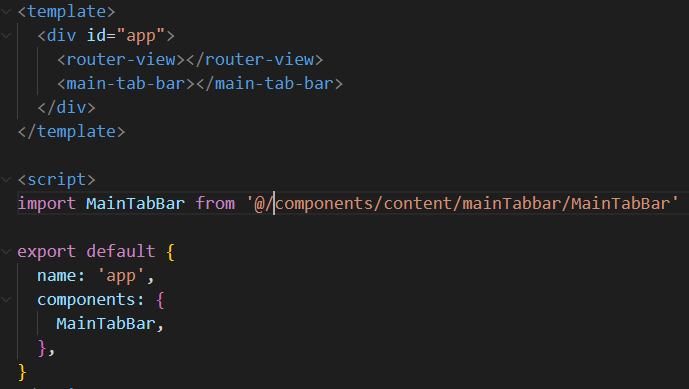 <template>
  <div id="app">
    <router-view></router-view>
    <main-tab-bar></main-tab-bar>
  </div>
</template>

<script>
import MainTabBar from '@/components/content/mainTabbar/MainTabBar'

export default {
  name: 'app',
  components: {
    MainTabBar,
  },
}